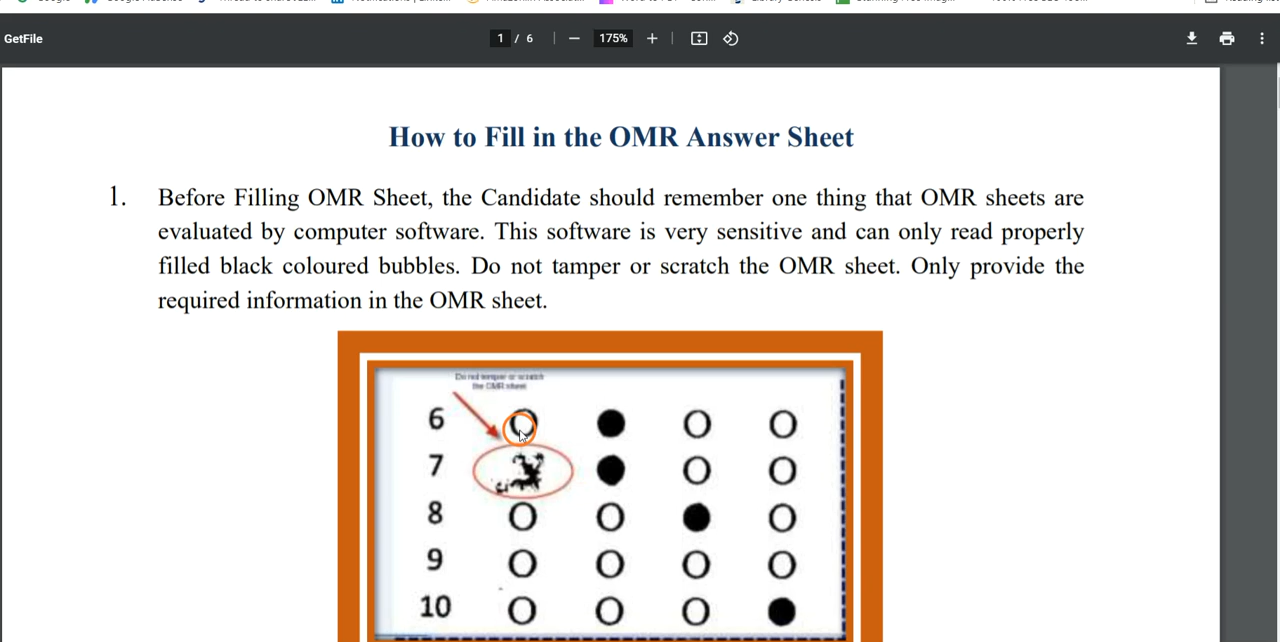 GetFile
1 / 6
175%
How to Fill in the OMR Answer Sheet
1. Before Filling OMR Sheet, the Candidate should remember one thing that OMR sheets are
evaluated by computer software. This software is very sensitive and can only read properly
filled black coloured bubbles. Do not tamper or scratch the OMR sheet. Only provide the
required information in the OMR sheet.
Do not tamper or scratch
the OMR sheet
6
7
8
9
10